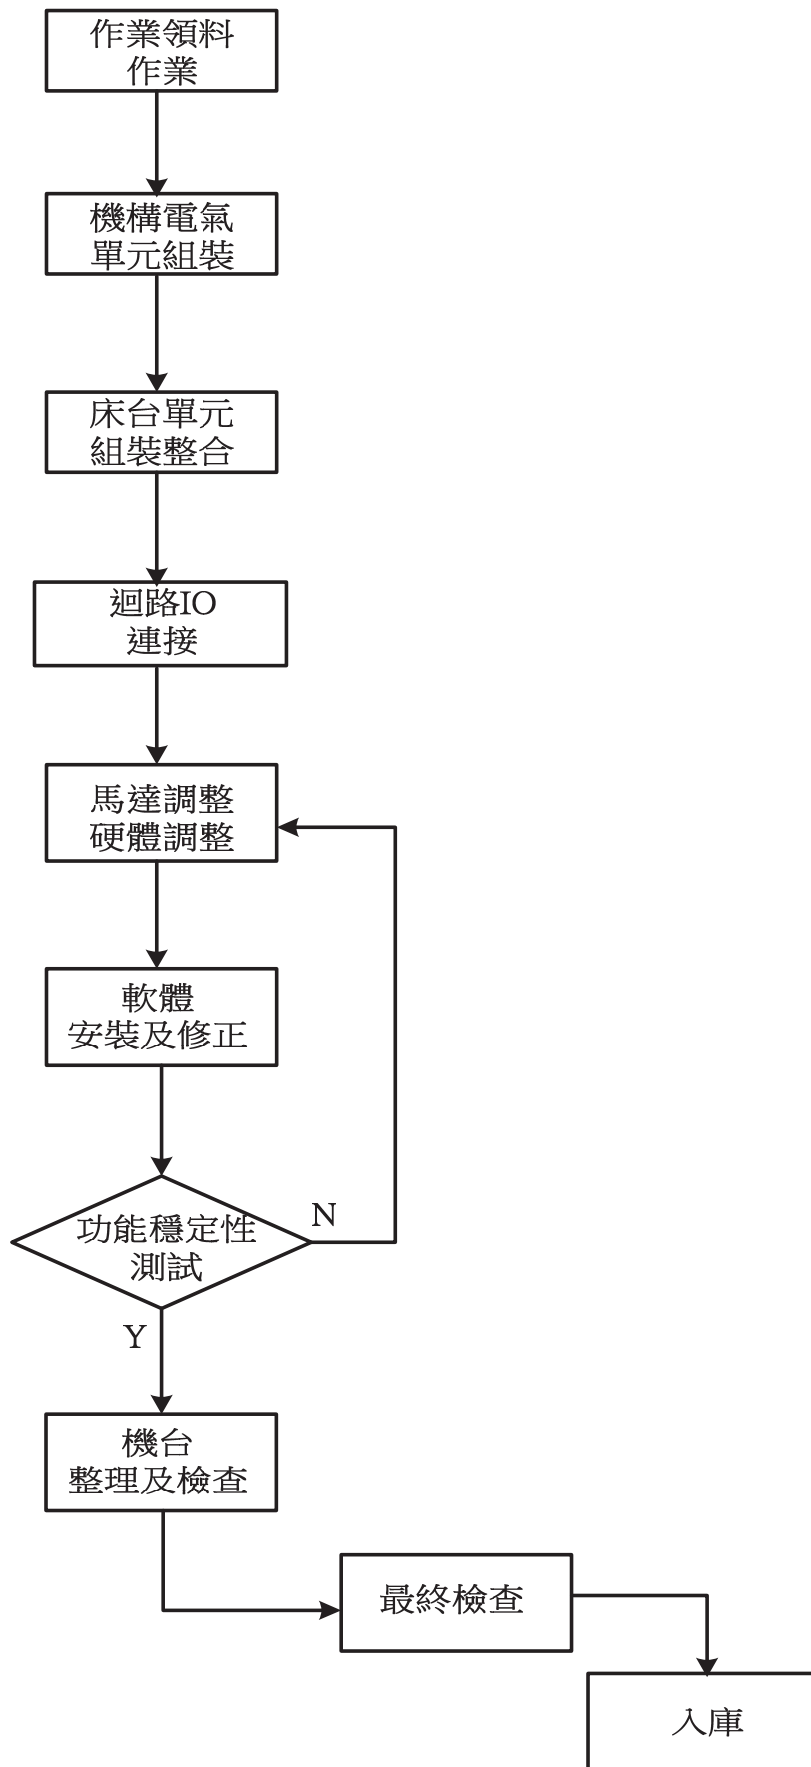 作業領料
作業
機構電氣
單元組裝
床台單元
組裝整合
迴路IO
連接
馬達調整
硬體調整
軟體
安裝及修正
功能穩定性
測試
N
Y
機台
整理及檢查
最終檢查
入庫